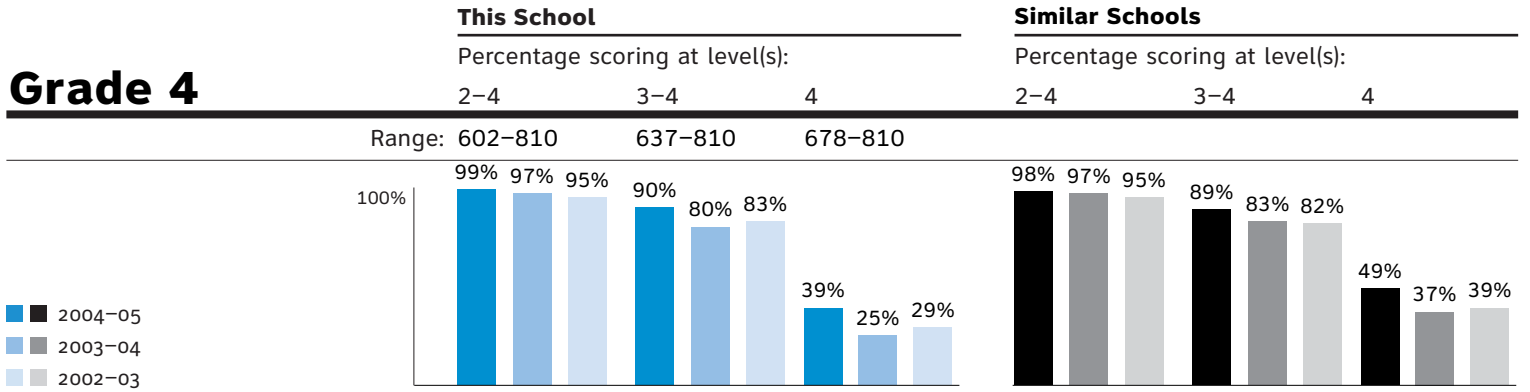 This School Similar Schools
Percentage scoring at level(s): Percentage scoring at level(s):
Grade 4 2–4 3–4 4 2–4 3–4 4
Range: 602–810 637–810 678–810
100% 99% 97% 95% 90% 80% 83% 39% 25% 29% 98% 97% 95% 89% 83% 82% 49% 37% 39%
2004–05
2003–04
2002–03